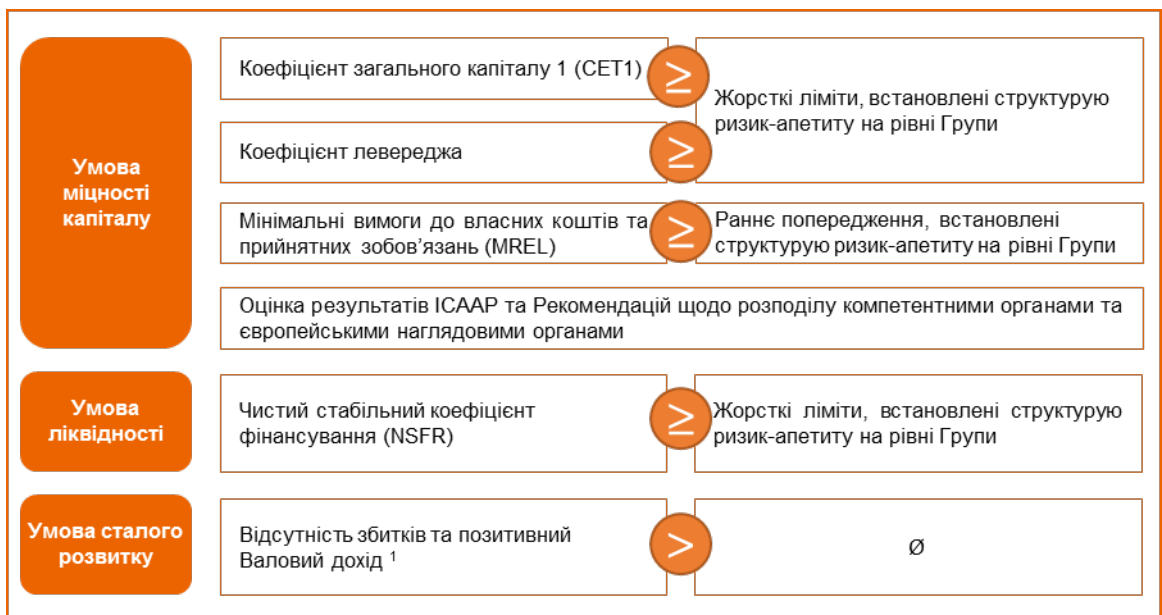 Умова
міцності
капіталу
Коефіцієнт загального капіталу 1 (CET1)
≥
Жорсткі ліміти, встановлені структурую
ризик-апетиту на рівні Групи
Коефіцієнт левереджа
≥
Мінімальні вимоги до власних коштів та
прийнятних зобов’язань (MREL)
≥
Раннє попередження, встановлені
структурую ризик-апетиту на рівні Групи
Оцінка результатів ICAAP та Рекомендацій щодо розподілу компетентними органами та
європейськими наглядовими органами
Умова
ліквідності
Чистий стабільний коефіцієнт
фінансування (NSFR)
≥
Жорсткі ліміти, встановлені структурую
ризик-апетиту на рівні Групи
Умова сталого
розвитку
Відсутність збитків та позитивний
Валовий дохід ¹
>
Ø